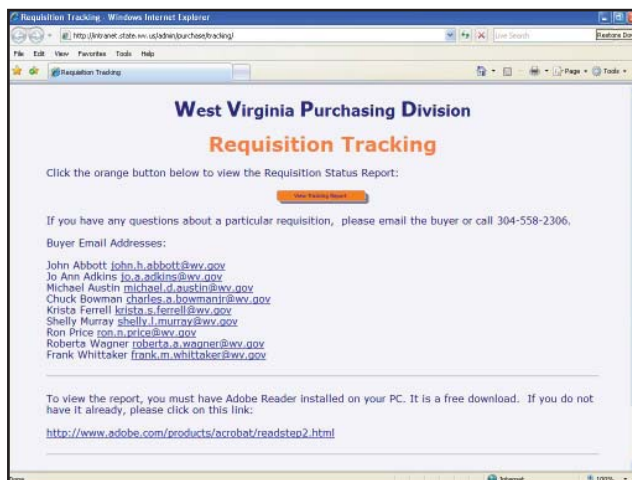 Requisition Tracking - Windows Internet Explorer
http://intranet.state.wv.us/admin/purchase/tracking/
Live Search
Restore Do
File Edit View Favorites Tools Help
Requisition Tracking
Page Tools
West Virginia Purchasing Division
Requisition Tracking
Click the orange button below to view the Requisition Status Report:
View Tracking Report
If you have any questions about a particular requisition, please email the buyer or call 304-558-2306.
Buyer Email Addresses:
John Abbott john.h.abbott@wv.gov
Jo Ann Adkins jo.a.adkins@wv.gov
Michael Austin michael.d.austin@wv.gov
Chuck Bowman charles.a.bowmanjr@wv.gov
Krista Ferrell krista.s.ferrell@wv.gov
Shelly Murray shelly.l.murray@wv.gov
Ron Price ron.n.price@wv.gov
Roberta Wagner roberta.a.wagner@wv.gov
Frank Whittaker frank.m.whittaker@wv.gov
To view the report, you must have Adobe Reader installed on your PC. It is a free download. If you do not
have it already, please click on this link:
http://www.adobe.com/products/acrobat/readstep2.html
Internet
100%